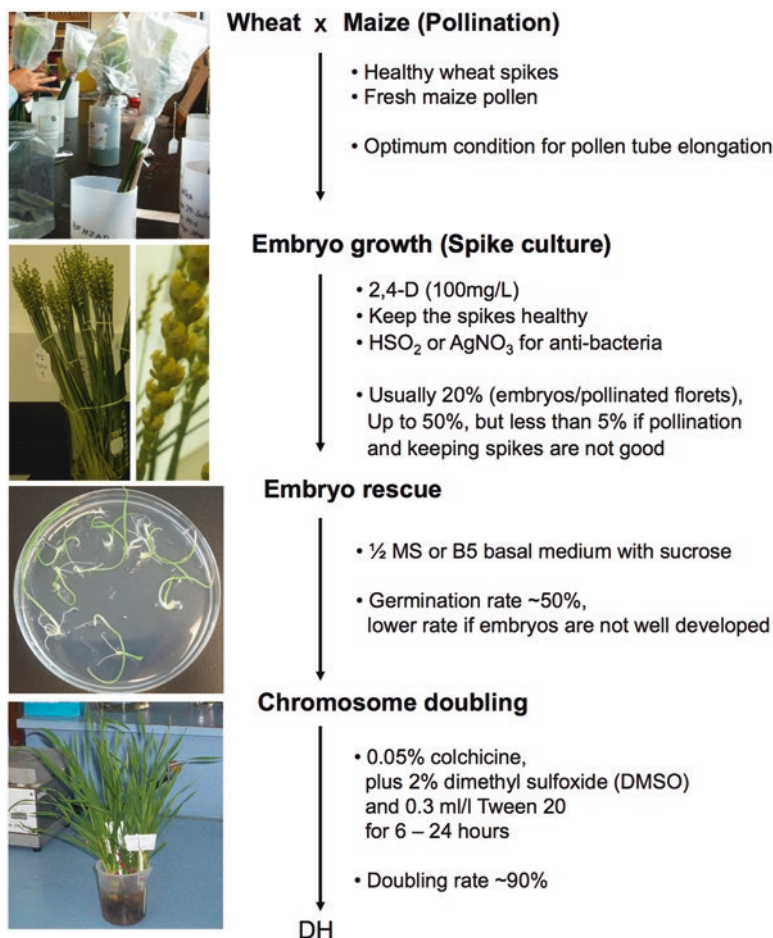 Wheat x Maize (Pollination)
• Healthy wheat spikes
• Fresh maize pollen
• Optimum condition for pollen tube elongation
Embryo growth (Spike culture)
• 2,4-D (100mg/L)
• Keep the spikes healthy
• HSO₂ or AgNO₃ for anti-bacteria
• Usually 20% (embryos/pollinated florets),
Up to 50%, but less than 5% if pollination
and keeping spikes are not good
Embryo rescue
• ½ MS or B5 basal medium with sucrose
• Germination rate ~50%,
lower rate if embryos are not well developed
Chromosome doubling
• 0.05% colchicine,
plus 2% dimethyl sulfoxide (DMSO)
and 0.3 ml/l Tween 20
for 6 – 24 hours
• Doubling rate ~90%
DH